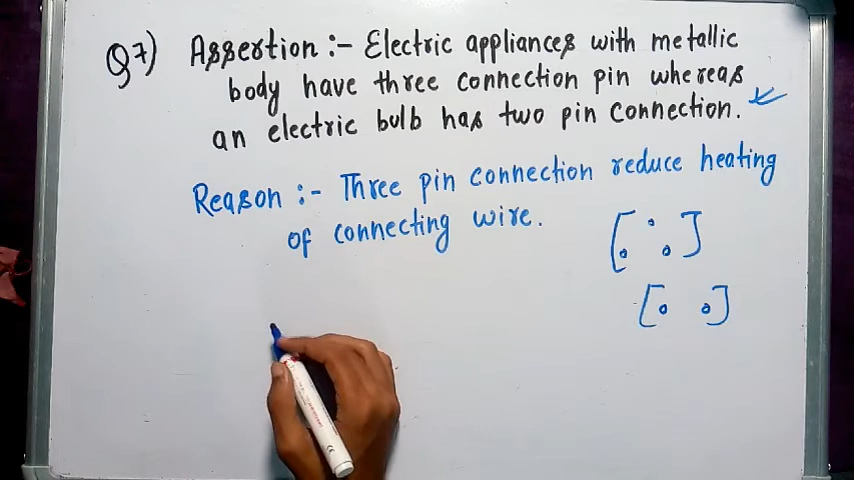 Q7) Assertion :- Electric appliances with metallic
body have three connection pin whereas
an electric bulb has two pin connection.
Reason :- Three pin connection reduce heating
of connecting wire.